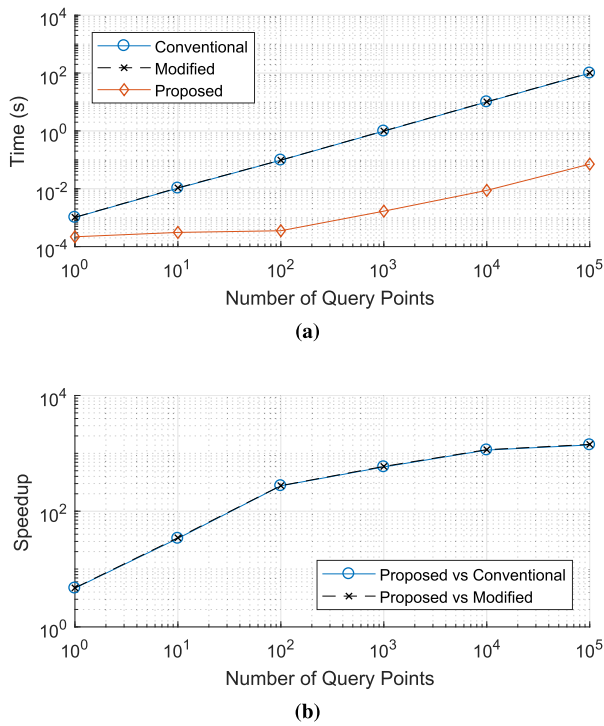 10^4
10^2
10^0
10^-2
10^-4
Time (s)
Conventional
Modified
Proposed
10^0 10^1 10^2 10^3 10^4 10^5
Number of Query Points
(a)
10^4
10^2
10^0
Speedup
Proposed vs Conventional
Proposed vs Modified
10^0 10^1 10^2 10^3 10^4 10^5
Number of Query Points
(b)